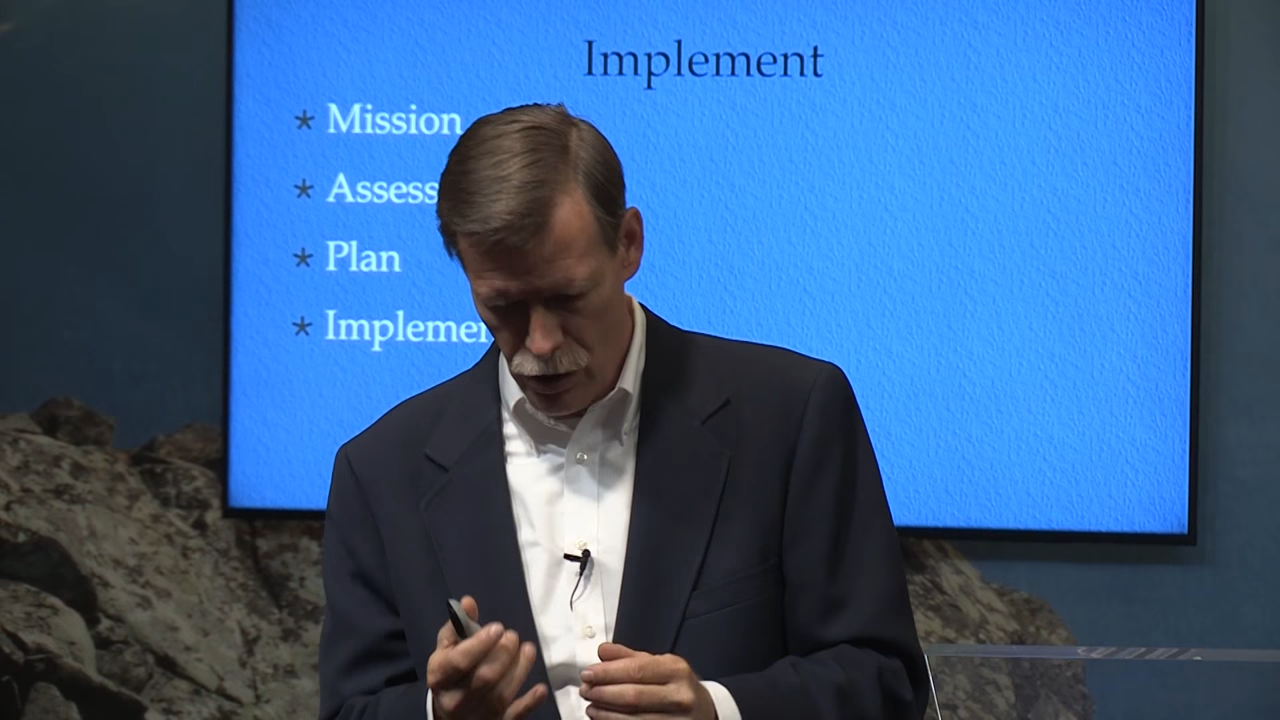 Implement
* Mission
* Assess
* Plan
* Implemen